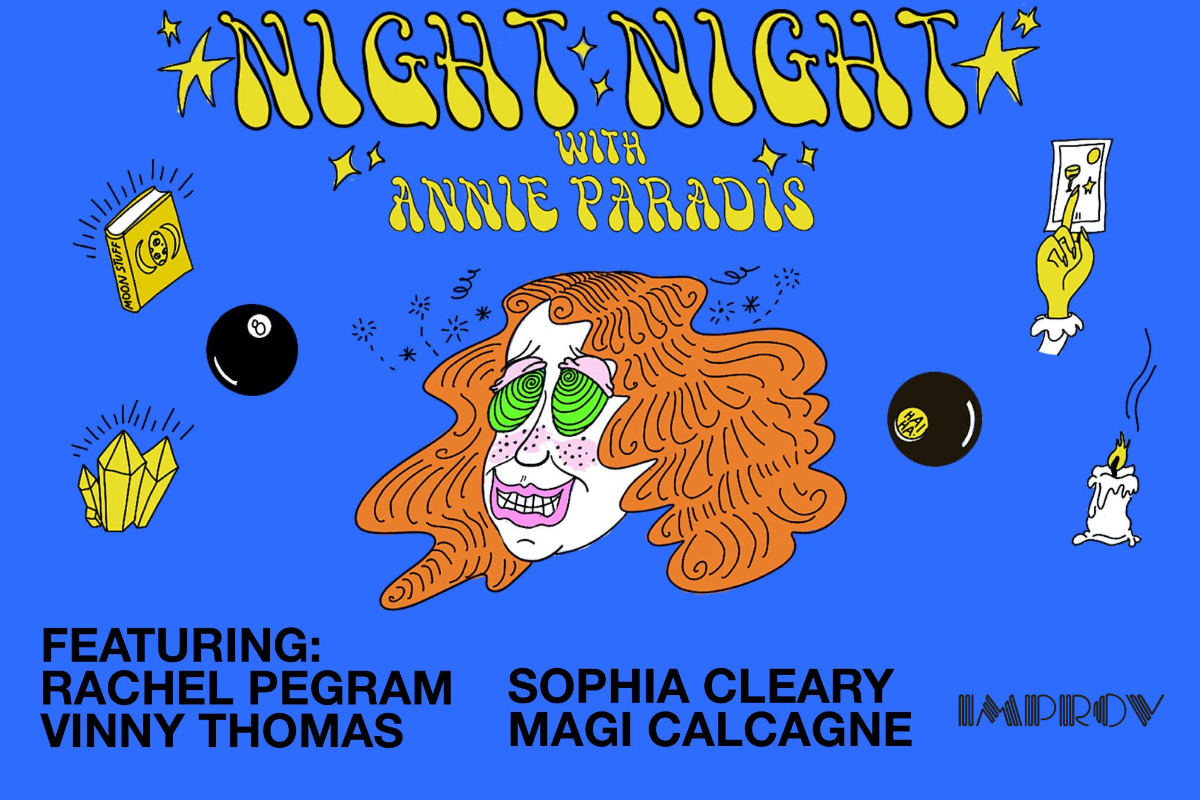 NIGHT NIGHT
WITH
ANNIE PARADIS
MOON STUFF
8
HA!
HA!
FEATURING:
RACHEL PEGRAM
VINNY THOMAS
SOPHIA CLEARY
MAGI CALCAGNE
IMPROV